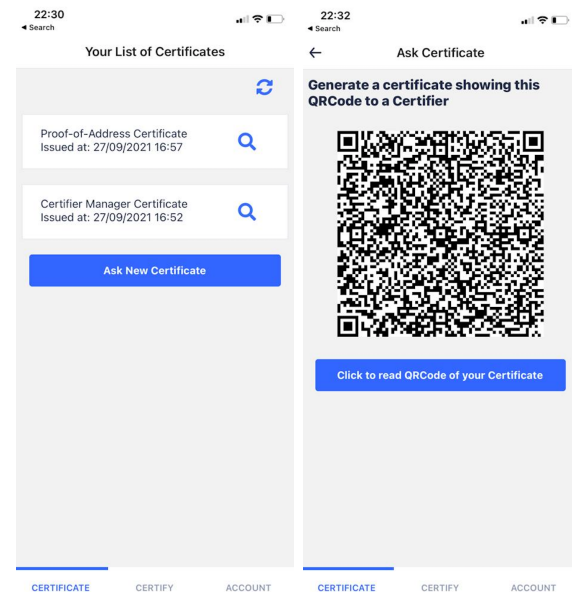 22:30
◄ Search
Your List of Certificates
Proof-of-Address Certificate
Issued at: 27/09/2021 16:57
Certifier Manager Certificate
Issued at: 27/09/2021 16:52
Ask New Certificate
CERTIFICATE
CERTIFY
ACCOUNT
22:32
◄ Search
Ask Certificate
Generate a certificate showing this
QRCode to a Certifier
Click to read QRCode of your Certificate
CERTIFICATE
CERTIFY
ACCOUNT